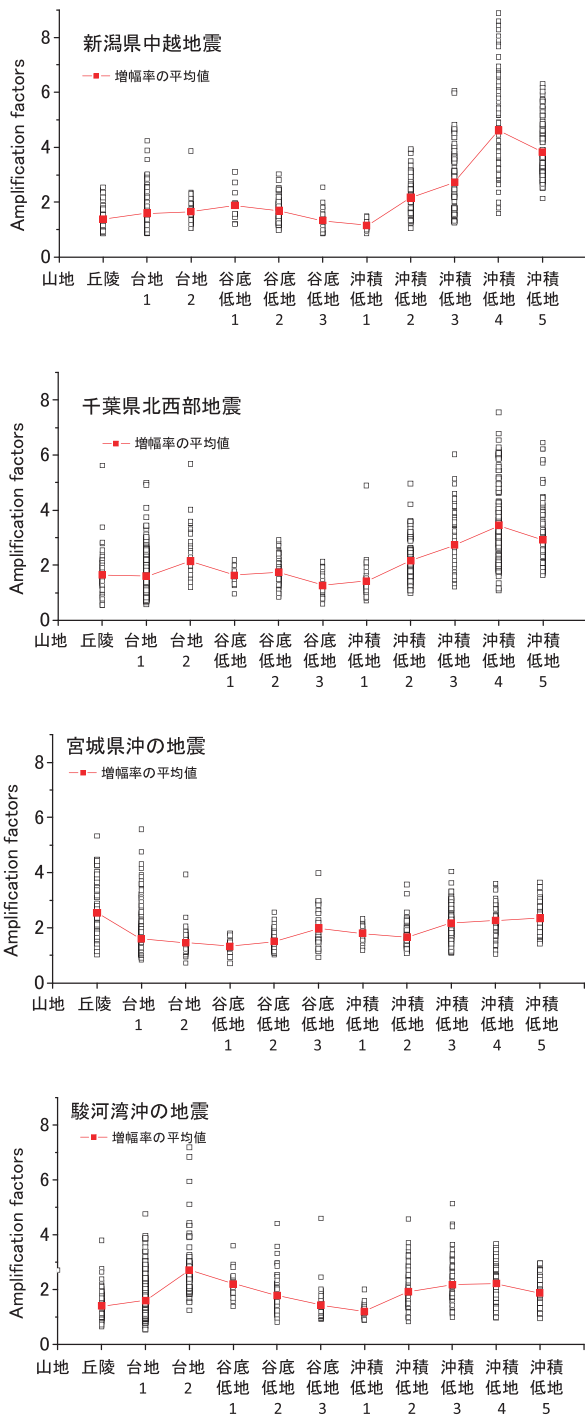 新潟県中越地震
増幅率の平均値
Amplification factors
8
6
4
2
0
山地 丘陵 台地 台地 谷底 谷底 谷底 沖積 沖積 沖積 沖積 沖積
1 2 低地 低地 低地 低地 低地 低地 低地 低地
1 2 3 1 2 3 4 5
千葉県北西部地震
増幅率の平均値
Amplification factors
8
6
4
2
0
山地 丘陵 台地 台地 谷底 谷底 谷底 沖積 沖積 沖積 沖積 沖積
1 2 低地 低地 低地 低地 低地 低地 低地 低地
1 2 3 1 2 3 4 5
宮城県沖の地震
増幅率の平均値
Amplification factors
8
6
4
2
0
山地 丘陵 台地 台地 谷底 谷底 谷底 沖積 沖積 沖積 沖積 沖積
1 2 低地 低地 低地 低地 低地 低地 低地 低地
1 2 3 1 2 3 4 5
駿河湾沖の地震
増幅率の平均値
Amplification factors
8
6
4
2
0
山地 丘陵 台地 台地 谷底 谷底 谷底 沖積 沖積 沖積 沖積 沖積
1 2 低地 低地 低地 低地 低地 低地 低地 低地
1 2 3 1 2 3 4 5